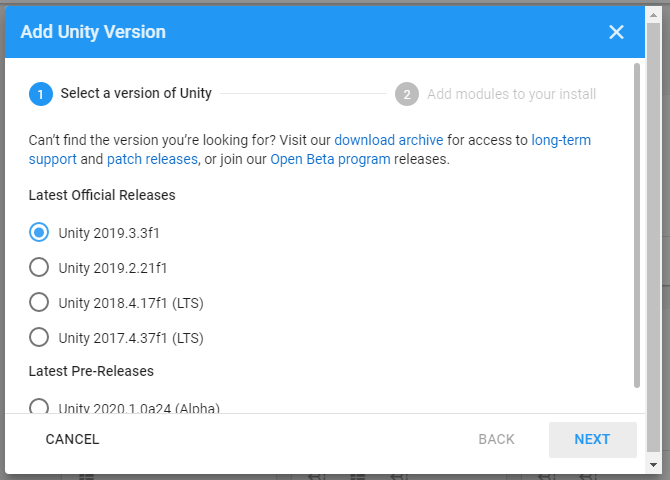 Add Unity Version
1 Select a version of Unity 2 Add modules to your install
Can't find the version you're looking for? Visit our download archive for access to long-term
support and patch releases, or join our Open Beta program releases.
Latest Official Releases
Unity 2019.3.3f1
Unity 2019.2.21f1
Unity 2018.4.17f1 (LTS)
Unity 2017.4.37f1 (LTS)
Latest Pre-Releases
Unity 2020.1.0a24 (Alpha)
CANCEL BACK NEXT